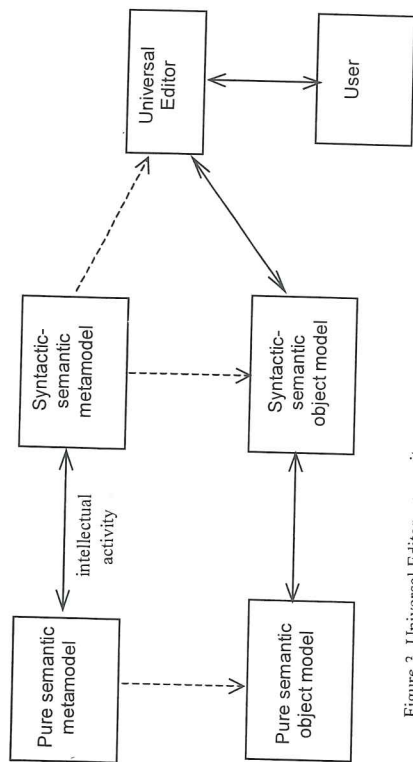 Pure semantic
metamodel
intellectual
activity
Syntactic-
semantic
metamodel
Universal
Editor
Pure semantic
object model
Syntactic-
semantic
object model
User
Figure 3. Universal Editor